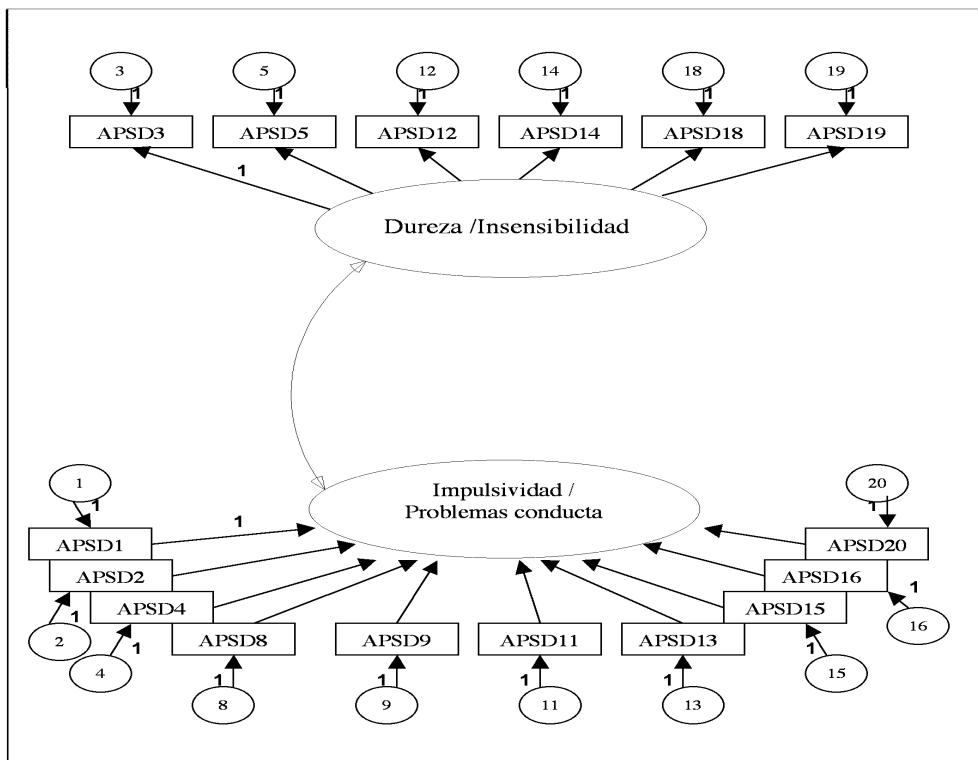 3 5 12 14 18 19
1 1 1 1 1 1
APSD3 APSD5 APSD12 APSD14 APSD18 APSD19
1
Dureza /Insensibilidad
Impulsividad /
Problemas conducta
1 20
1 1 1
APSD1 APSD20
APSD2 APSD16
APSD4 APSD15
1 1
2 16
APSD8 APSD9 APSD11 APSD13
1 1
4 15
1 1 1 1
8 9 11 13